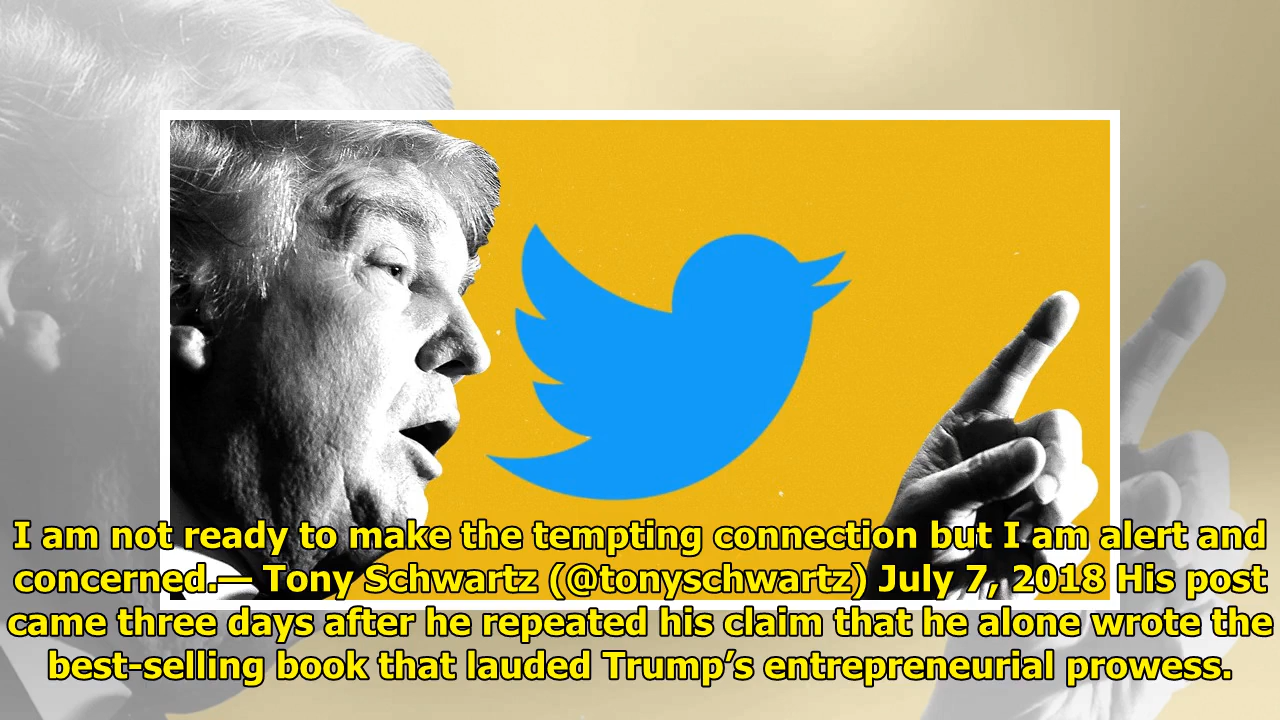 I am not ready to make the tempting connection but I am alert and
concerned.— Tony Schwartz (@tonyschwartz) July 7, 2018 His post
came three days after he repeated his claim that he alone wrote the
best-selling book that lauded Trump’s entrepreneurial prowess.